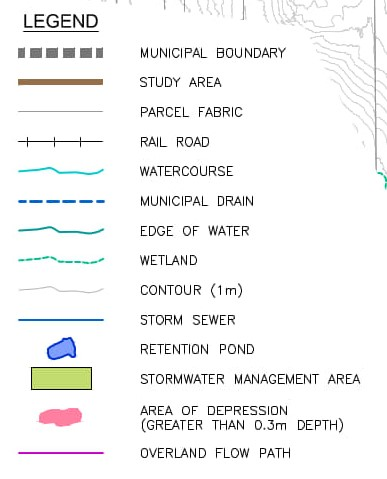 LEGEND
MUNICIPAL BOUNDARY
STUDY AREA
PARCEL FABRIC
RAIL ROAD
WATERCOURSE
MUNICIPAL DRAIN
EDGE OF WATER
WETLAND
CONTOUR (1m)
STORM SEWER
RETENTION POND
STORMWATER MANAGEMENT AREA
AREA OF DEPRESSION
(GREATER THAN 0.3m DEPTH)
OVERLAND FLOW PATH